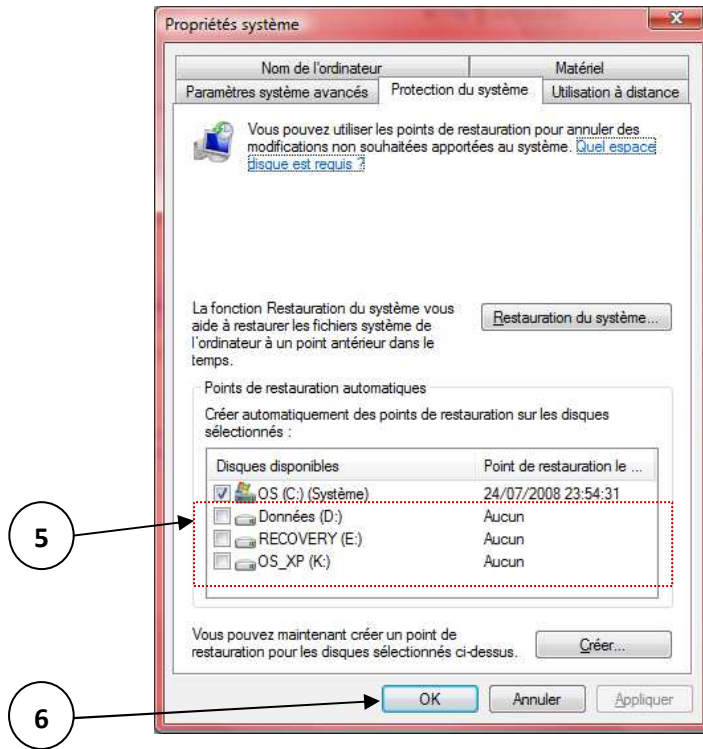 Propriétés système
Nom de l'ordinateur Matériel
Paramètres système avancés Protection du système Utilisation à distance
Vous pouvez utiliser les points de restauration pour annuler des
modifications non souhaitées apportées au système. Quel espace
disque est requis ?
La fonction Restauration du système vous
aide à restaurer les fichiers système de
l'ordinateur à un point antérieur dans le
temps.
Restauration du système...
Points de restauration automatiques
Créer automatiquement des points de restauration sur les disques
sélectionnés :
Disques disponibles Point de restauration le ...
OS (C:) (Système) 24/07/2008 23:54:31
5
Données (D:) Aucun
RECOVERY (E:) Aucun
OS_XP (K:) Aucun
Vous pouvez maintenant créer un point de
restauration pour les disques sélectionnés ci-dessus.
Créer...
6
OK Annuler Appliquer